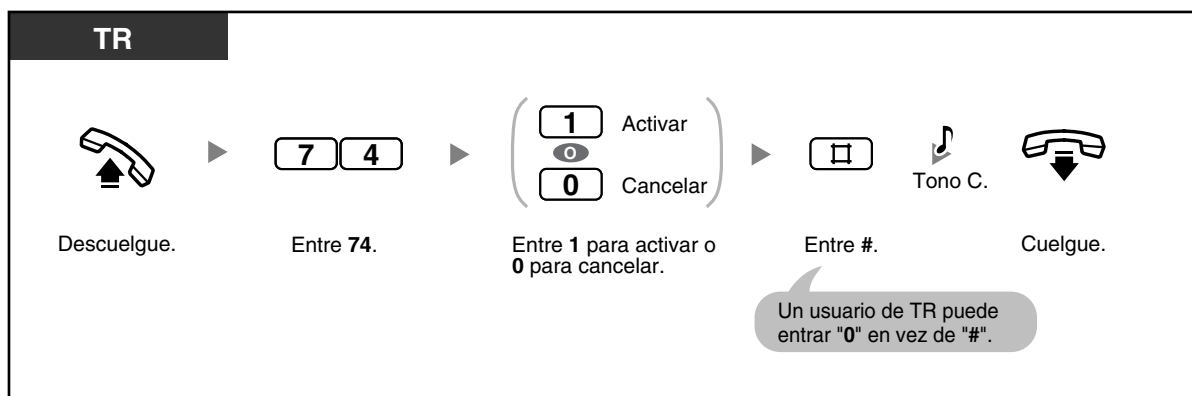 TR
7 4
1 Activar
O
0 Cancelar
#
Tono C.
Descuelgue.
Entre 74.
Entre 1 para activar o
0 para cancelar.
Entre #.
Cuelgue.
Un usuario de TR puede
entrar "0" en vez de "#".